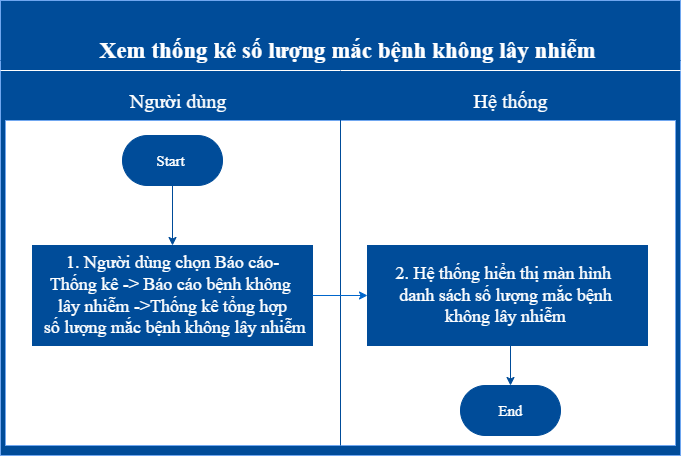 Xem thống kê số lượng mắc bệnh không lây nhiễm
Người dùng
Hệ thống
Start
1. Người dùng chọn Báo cáo-
Thống kê -> Báo cáo bệnh không
lây nhiễm ->Thống kê tổng hợp
số lượng mắc bệnh không lây nhiễm
2. Hệ thống hiển thị màn hình
danh sách số lượng mắc bệnh
không lây nhiễm
End